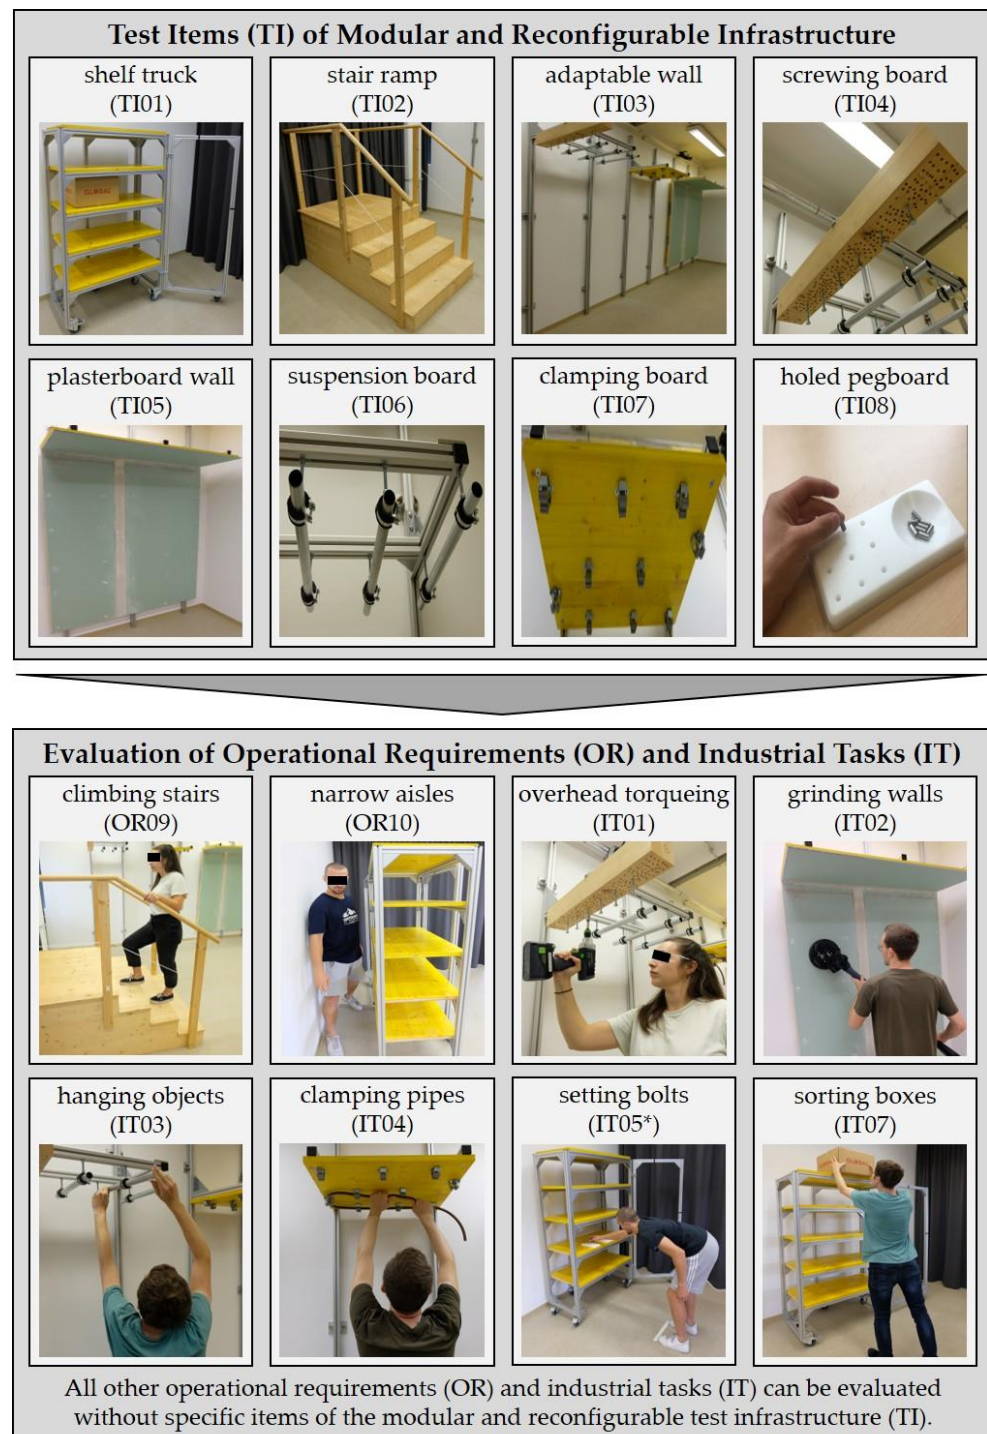 Test Items (TI) of Modular and Reconfigurable Infrastructure
shelf truck
(TI01)
stair ramp
(TI02)
adaptable wall
(TI03)
screwing board
(TI04)
plasterboard wall
(TI05)
suspension board
(TI06)
clamping board
(TI07)
holed pegboard
(TI08)
Evaluation of Operational Requirements (OR) and Industrial Tasks (IT)
climbing stairs
(OR09)
narrow aisles
(OR10)
overhead torqueing
(IT01)
grinding walls
(IT02)
hanging objects
(IT03)
clamping pipes
(IT04)
setting bolts
(IT05*)
sorting boxes
(IT07)
All other operational requirements (OR) and industrial tasks (IT) can be evaluated
without specific items of the modular and reconfigurable test infrastructure (TI).